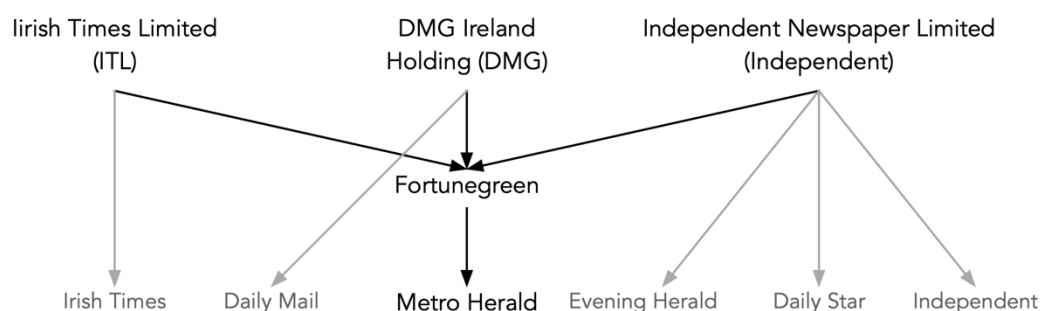 Iirish Times Limited
(ITL)
DMG Ireland
Holding (DMG)
Independent Newspaper Limited
(Independent)
Fortunegreen
Irish Times
Daily Mail
Metro Herald
Evening Herald
Daily Star
Independent